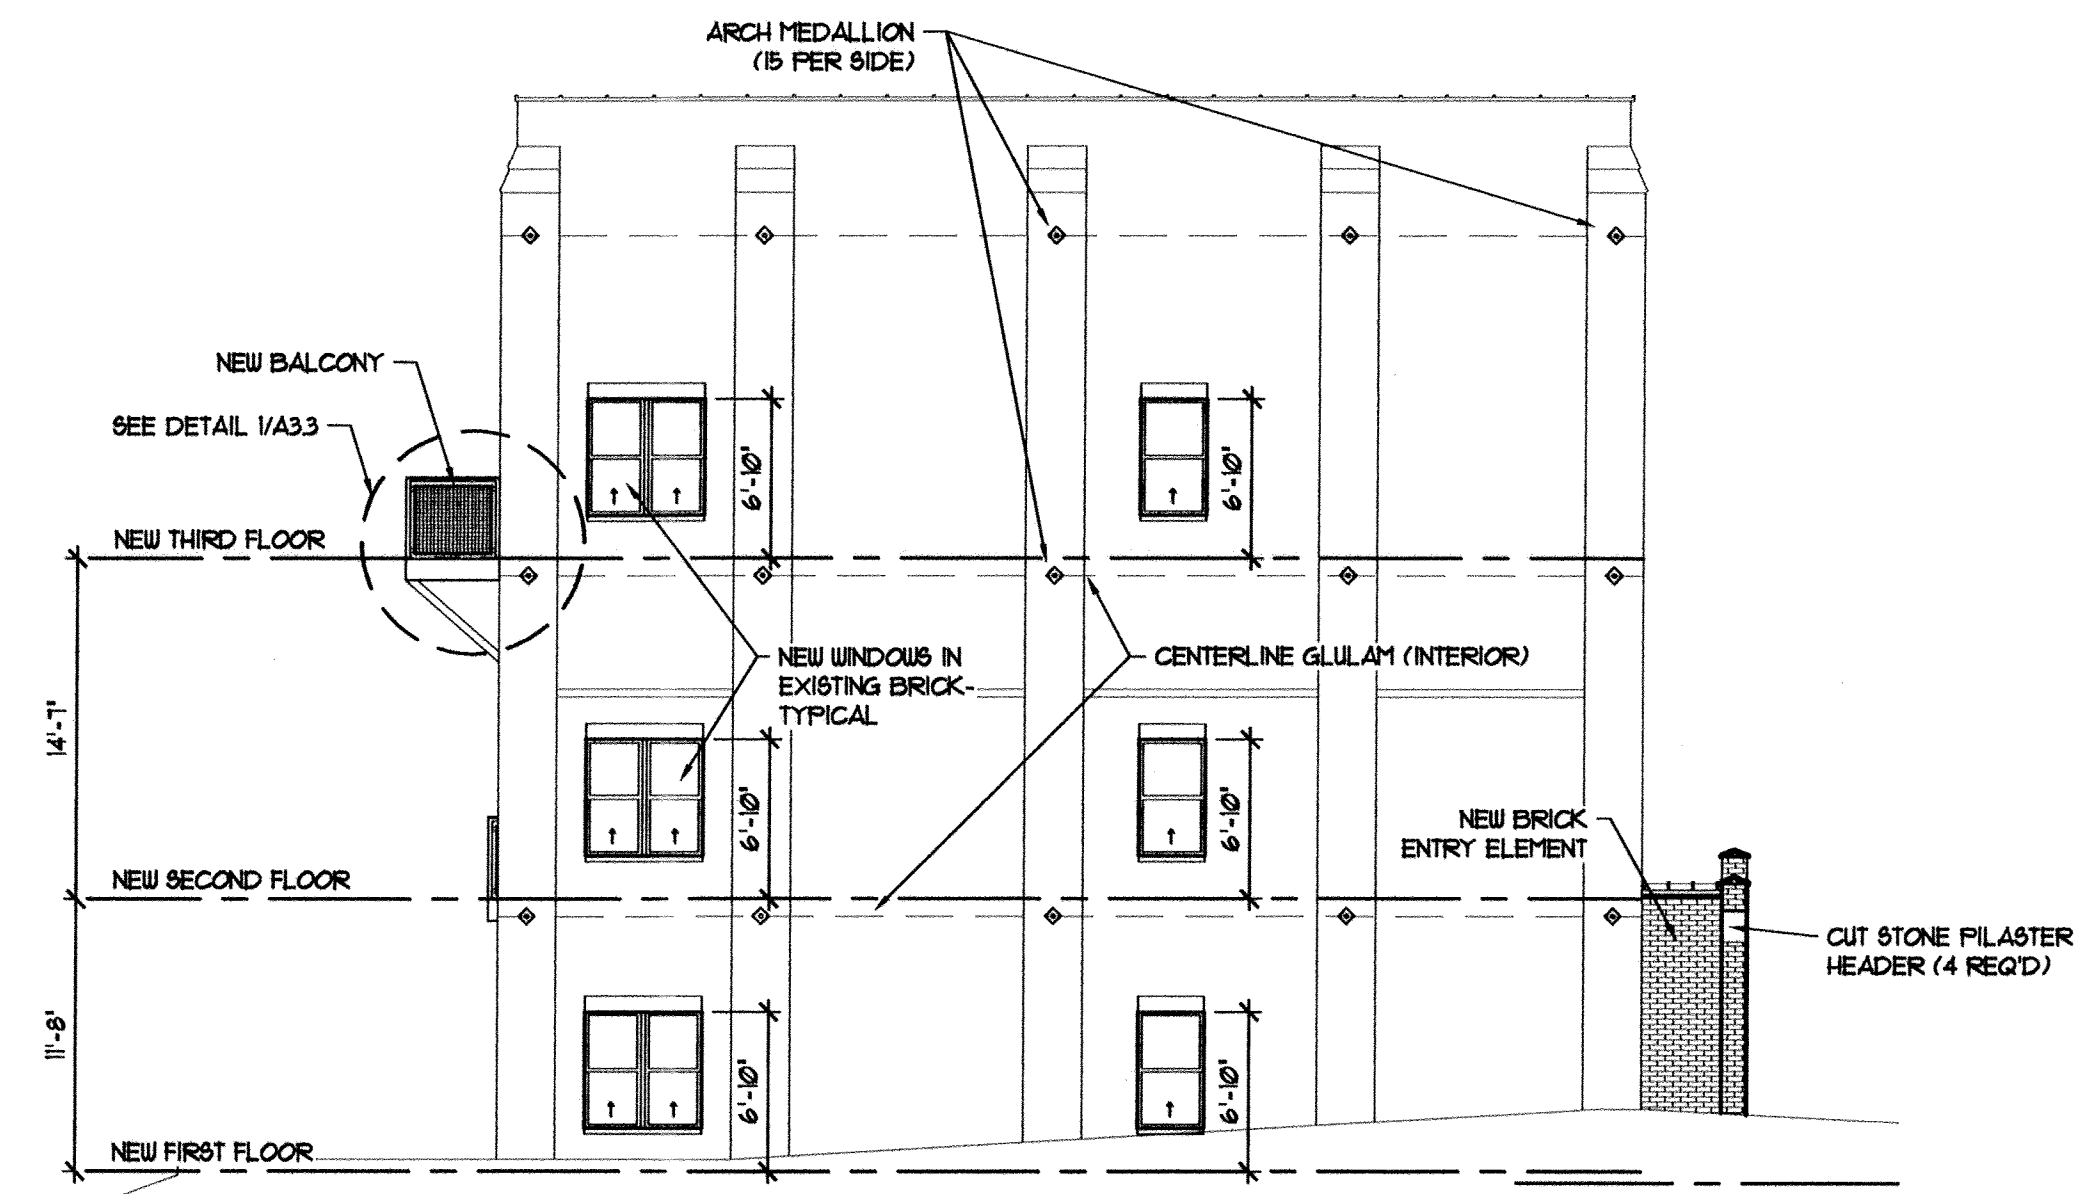 ARCH MEDALLION
(15 PER SIDE)
NEW BALCONY
SEE DETAIL 1/A3.3
6'-10"
6'-10"
NEW THIRD FLOOR
NEW WINDOWS IN
EXISTING BRICK-
TYPICAL
CENTERLINE GLULAM (INTERIOR)
14'-7"
6'-10"
6'-10"
NEW BRICK
ENTRY ELEMENT
NEW SECOND FLOOR
CUT STONE PILASTER
HEADER (4 REQ'D)
11'-8"
6'-10"
6'-10"
NEW FIRST FLOOR